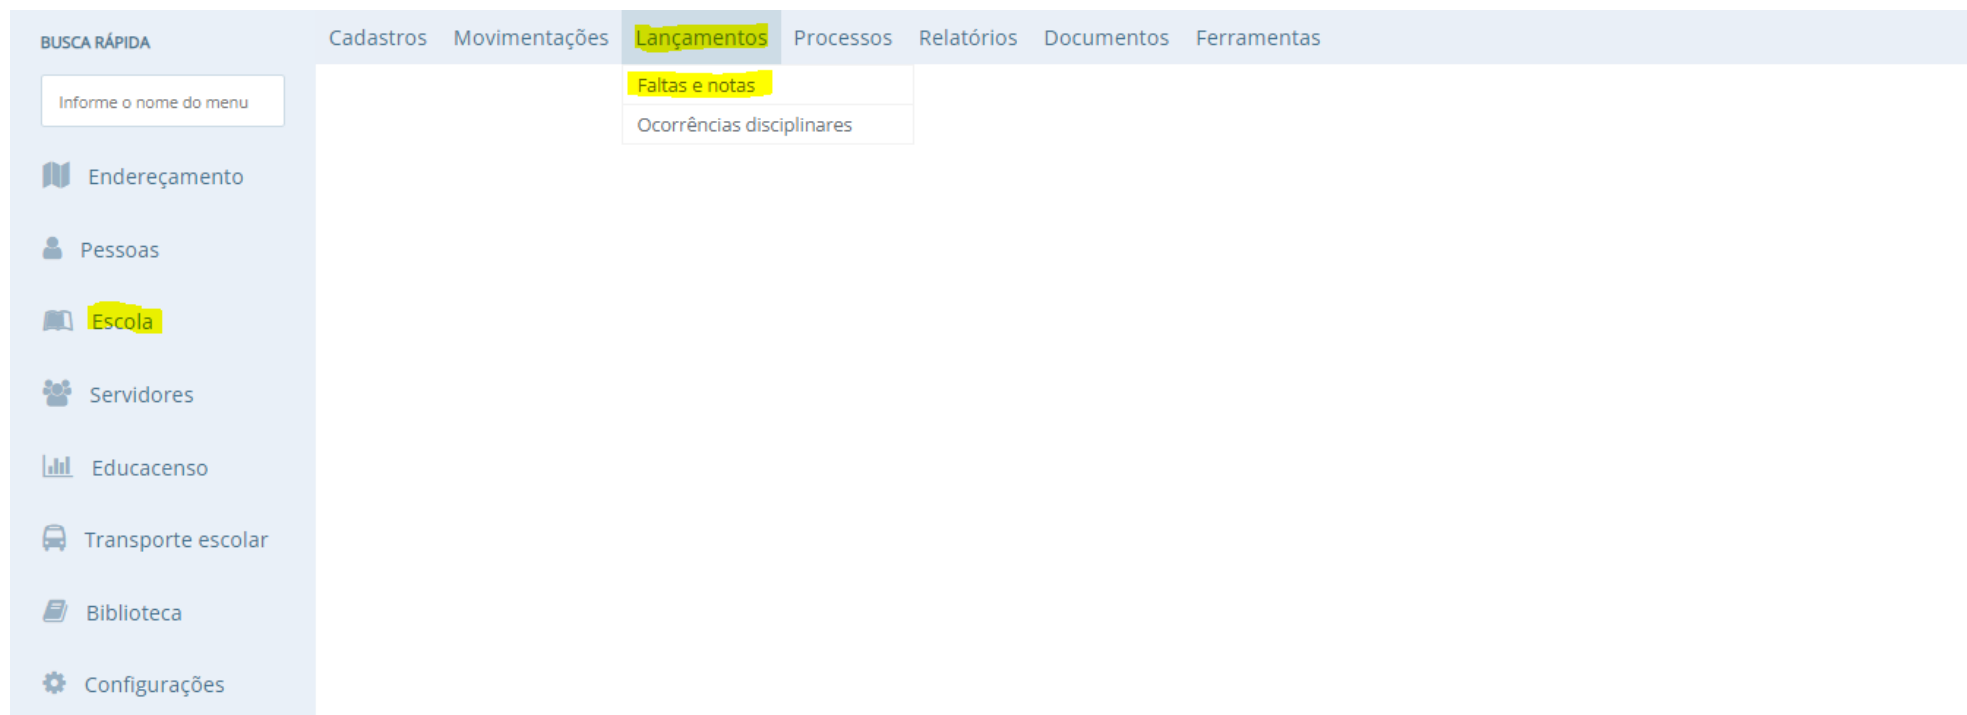 BUSCA RÁPIDA
Informe o nome do menu
Endereçamento
Pessoas
Escola
Servidores
Educacenso
Transporte escolar
Biblioteca
Configurações
Cadastros Movimentações Lançamentos Processos Relatórios Documentos Ferramentas
Faltas e notas
Ocorrências disciplinares